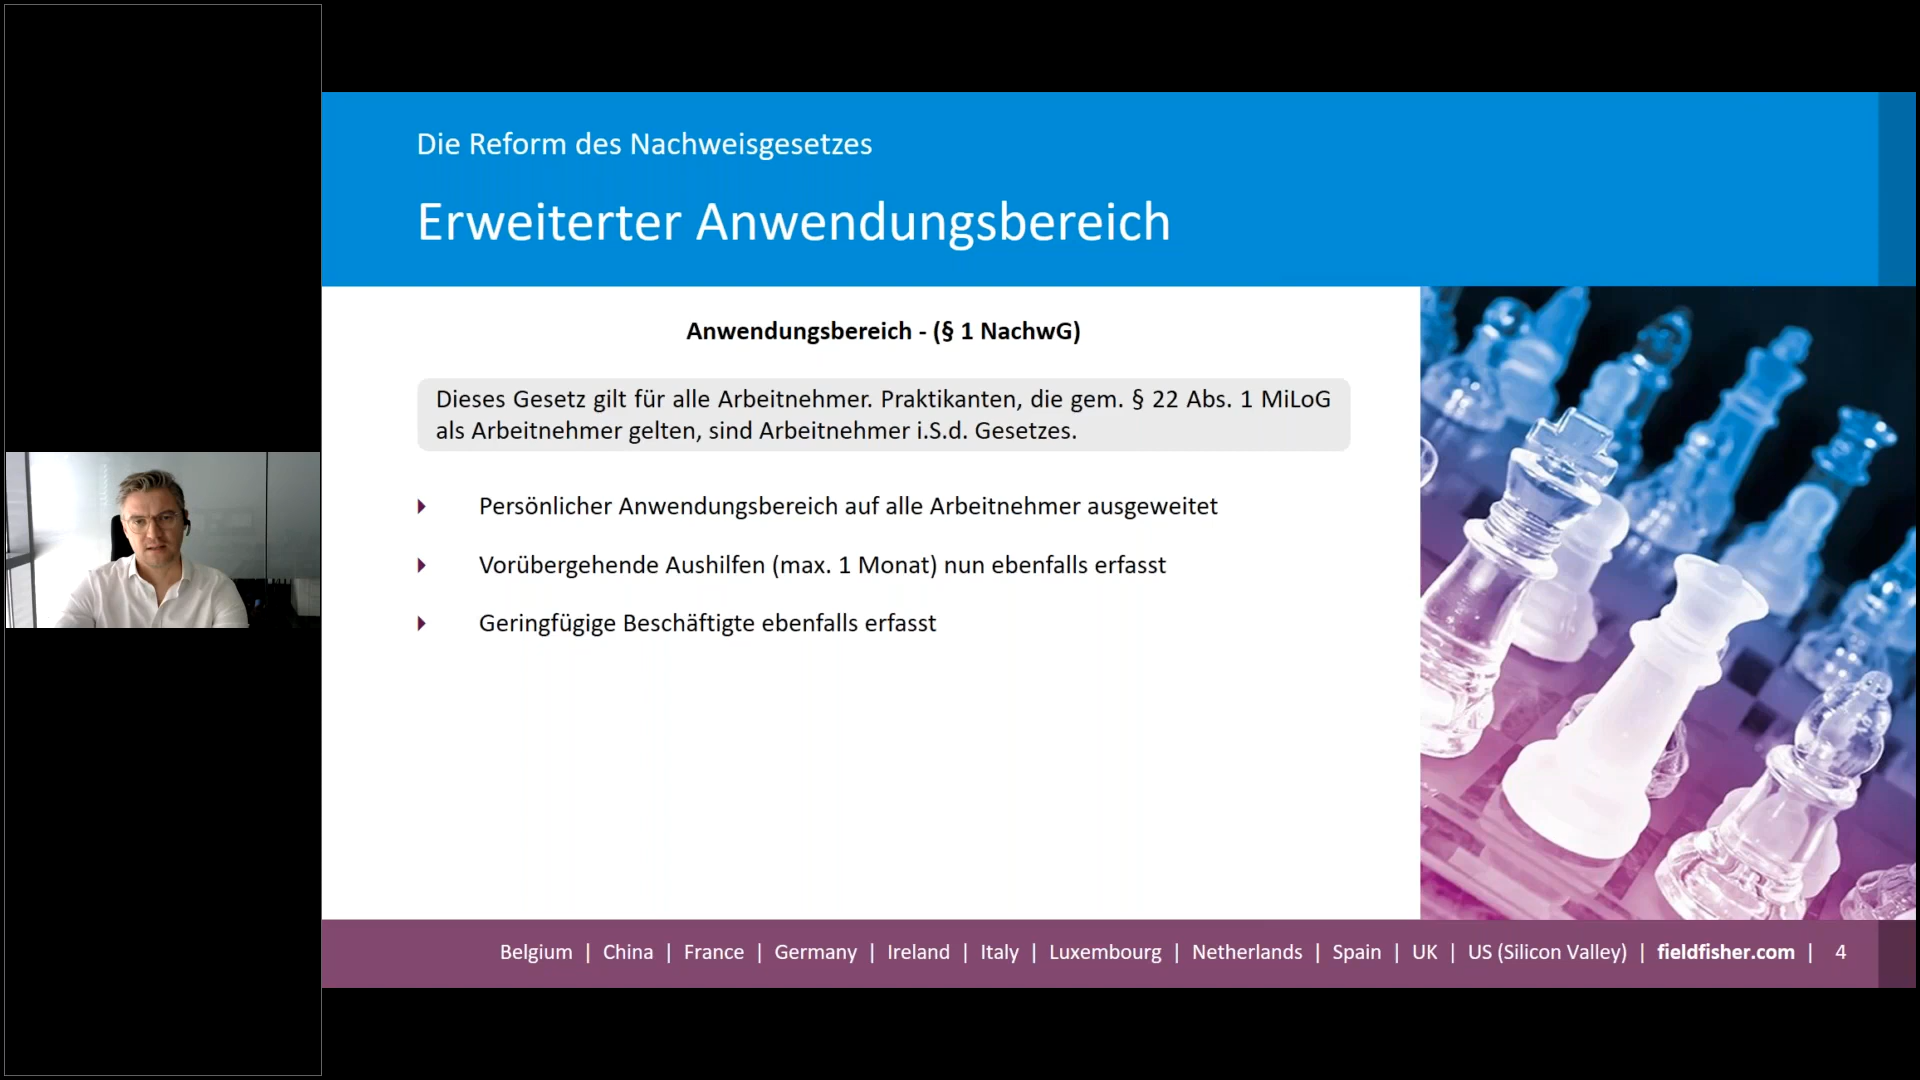 Die Reform des Nachweisgesetzes
Erweiterter Anwendungsbereich
Anwendungsbereich - (§ 1 NachwG)
Dieses Gesetz gilt für alle Arbeitnehmer. Praktikanten, die gem. § 22 Abs. 1 MiLoG
als Arbeitnehmer gelten, sind Arbeitnehmer i.S.d. Gesetzes.
Persönlicher Anwendungsbereich auf alle Arbeitnehmer ausgeweitet
Vorübergehende Aushilfen (max. 1 Monat) nun ebenfalls erfasst
Geringfügige Beschäftigte ebenfalls erfasst
Belgium | China | France | Germany | Ireland | Italy | Luxembourg | Netherlands | Spain | UK | US (Silicon Valley) | fieldfisher.com | 4